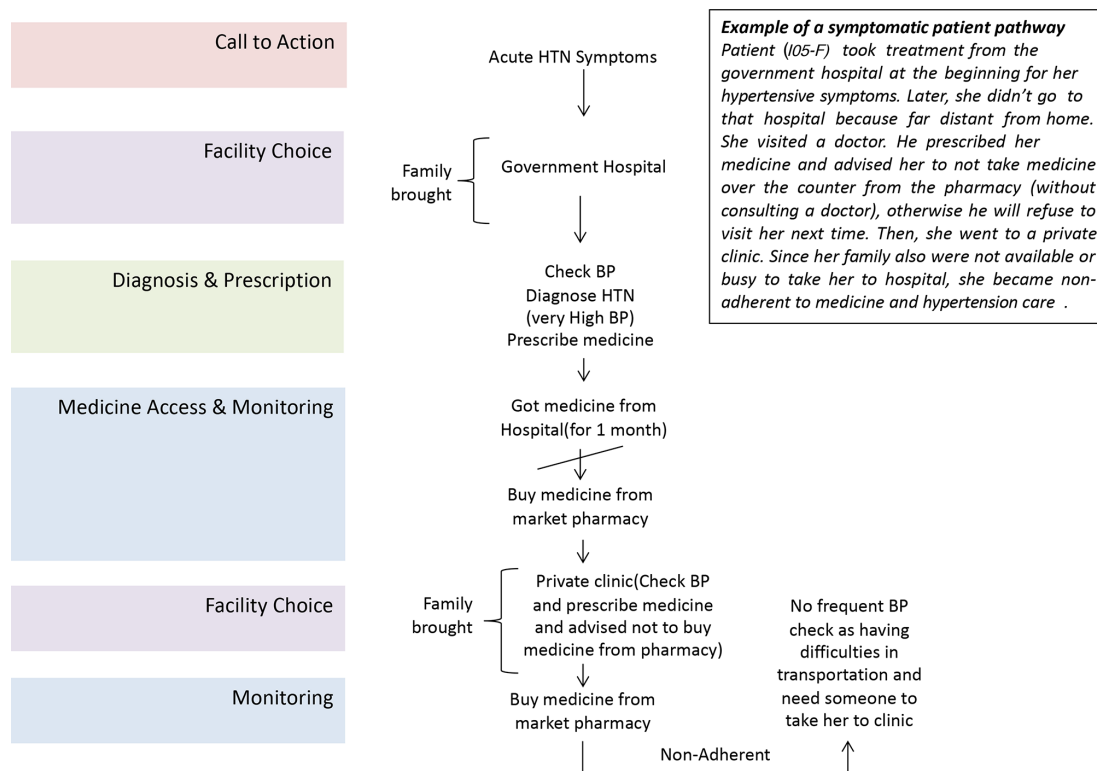 Call to Action
Acute HTN Symptoms
Facility Choice
Family
brought
Government Hospital
Diagnosis & Prescription
Check BP
Diagnose HTN
(very High BP)
Prescribe medicine
Medicine Access & Monitoring
Got medicine from
Hospital(for 1 month)
Buy medicine from
market pharmacy
Facility Choice
Family
brought
Private clinic(Check BP
and prescribe medicine
and advised not to buy
medicine from pharmacy)
Monitoring
Buy medicine from
market pharmacy
Non-Adherent
No frequent BP
check as having
difficulties in
transportation and
need someone to
take her to clinic
Example of a symptomatic patient pathway
Patient (I05-F) took treatment from the
government hospital at the beginning for her
hypertensive symptoms. Later, she didn't go to
that hospital because far distant from home.
She visited a doctor. He prescribed her
medicine and advised her to not take medicine
over the counter from the pharmacy (without
consulting a doctor), otherwise he will refuse to
visit her next time. Then, she went to a private
clinic. Since her family also were not available or
busy to take her to hospital, she became non-
adherent to medicine and hypertension care .